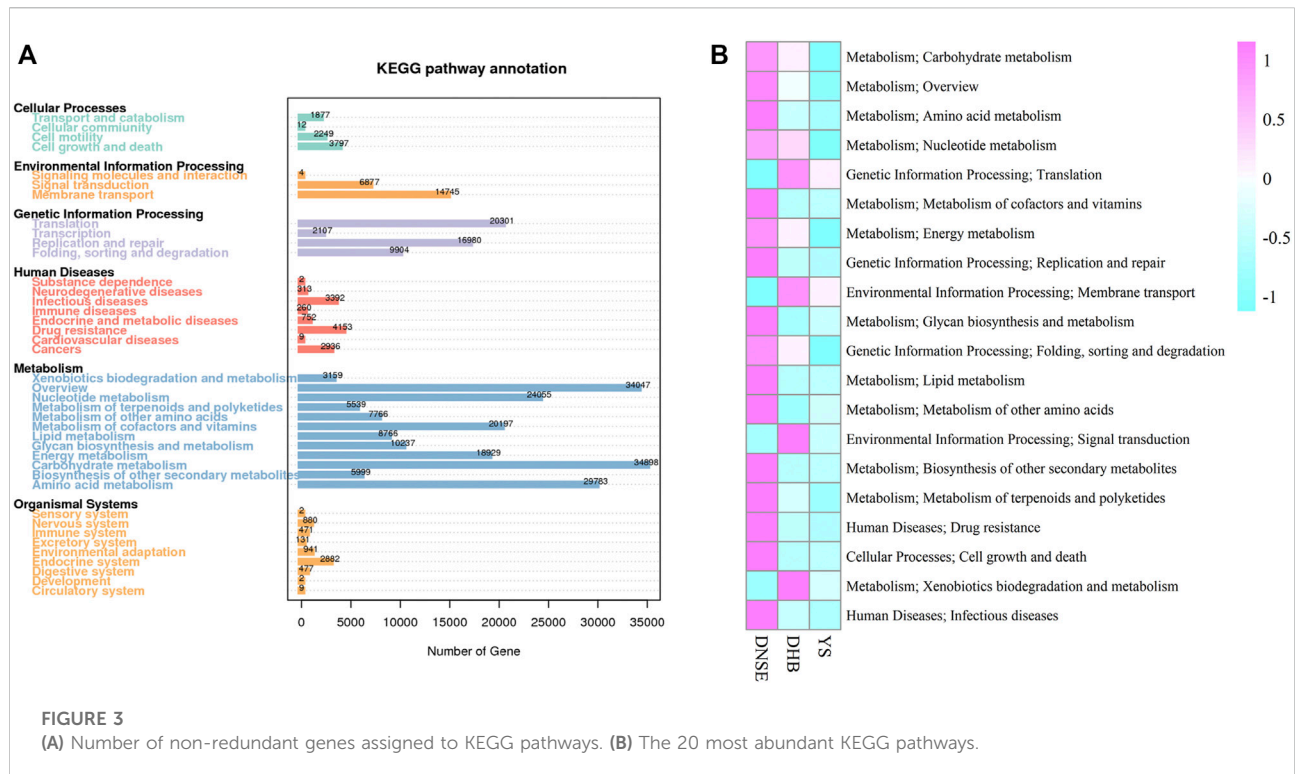 A
KEGG pathway annotation
Cellular Processes
Transport and catabolism 1877
Cellular commiunity 12
Cell motility 2249
Cell growth and death 3797
Environmental Information Processing
Signaling molecules and interaction 4
Signal transduction 6877
Membrane transport 14745
Genetic Information Processing
Translation 20301
Transcription 2107
Replication and repair 16980
Folding, sorting and degradation 9904
Human Diseases
Substance dependence 2
Neurodegenerative diseases 313
Infectious diseases 3392
Immune diseases 260
Endocrine and metabolic diseases 752
Drug resistance 4153
Cardiovascular diseases 9
Cancers 2936
Metabolism
Xenobiotics biodegradation and metabolism 3159
Overview 34047
Nucleotide metabolism 24055
Metabolism of terpenoids and polyketides 5539
Metabolism of other amino acids 7766
Metabolism of cofactors and vitamins 20197
Lipid metabolism 8766
Glycan biosynthesis and metabolism 10237
Energy metabolism 18929
Carbohydrate metabolism 34898
Biosynthesis of other secondary metabolites 5999
Amino acid metabolism 29783
Organismal Systems
Sensory system 2
Nervous system 880
Immune system 471
Excretory system 131
Environmental adaptation 941
Endocrine system 2882
Digestive system 477
Development 2
Circulatory system 9
0 5000 10000 15000 20000 25000 30000 35000
Number of Gene
B
Metabolism; Carbohydrate metabolism
Metabolism; Overview
Metabolism; Amino acid metabolism
Metabolism; Nucleotide metabolism
Genetic Information Processing; Translation
Metabolism; Metabolism of cofactors and vitamins
Metabolism; Energy metabolism
Genetic Information Processing; Replication and repair
Environmental Information Processing; Membrane transport
Metabolism; Glycan biosynthesis and metabolism
Genetic Information Processing; Folding, sorting and degradation
Metabolism; Lipid metabolism
Metabolism; Metabolism of other amino acids
Environmental Information Processing; Signal transduction
Metabolism; Biosynthesis of other secondary metabolites
Metabolism; Metabolism of terpenoids and polyketides
Human Diseases; Drug resistance
Cellular Processes; Cell growth and death
Metabolism; Xenobiotics biodegradation and metabolism
Human Diseases; Infectious diseases
DNSE DHB YS
1
0.5
0
-0.5
-1
FIGURE 3
(A) Number of non-redundant genes assigned to KEGG pathways. (B) The 20 most abundant KEGG pathways.